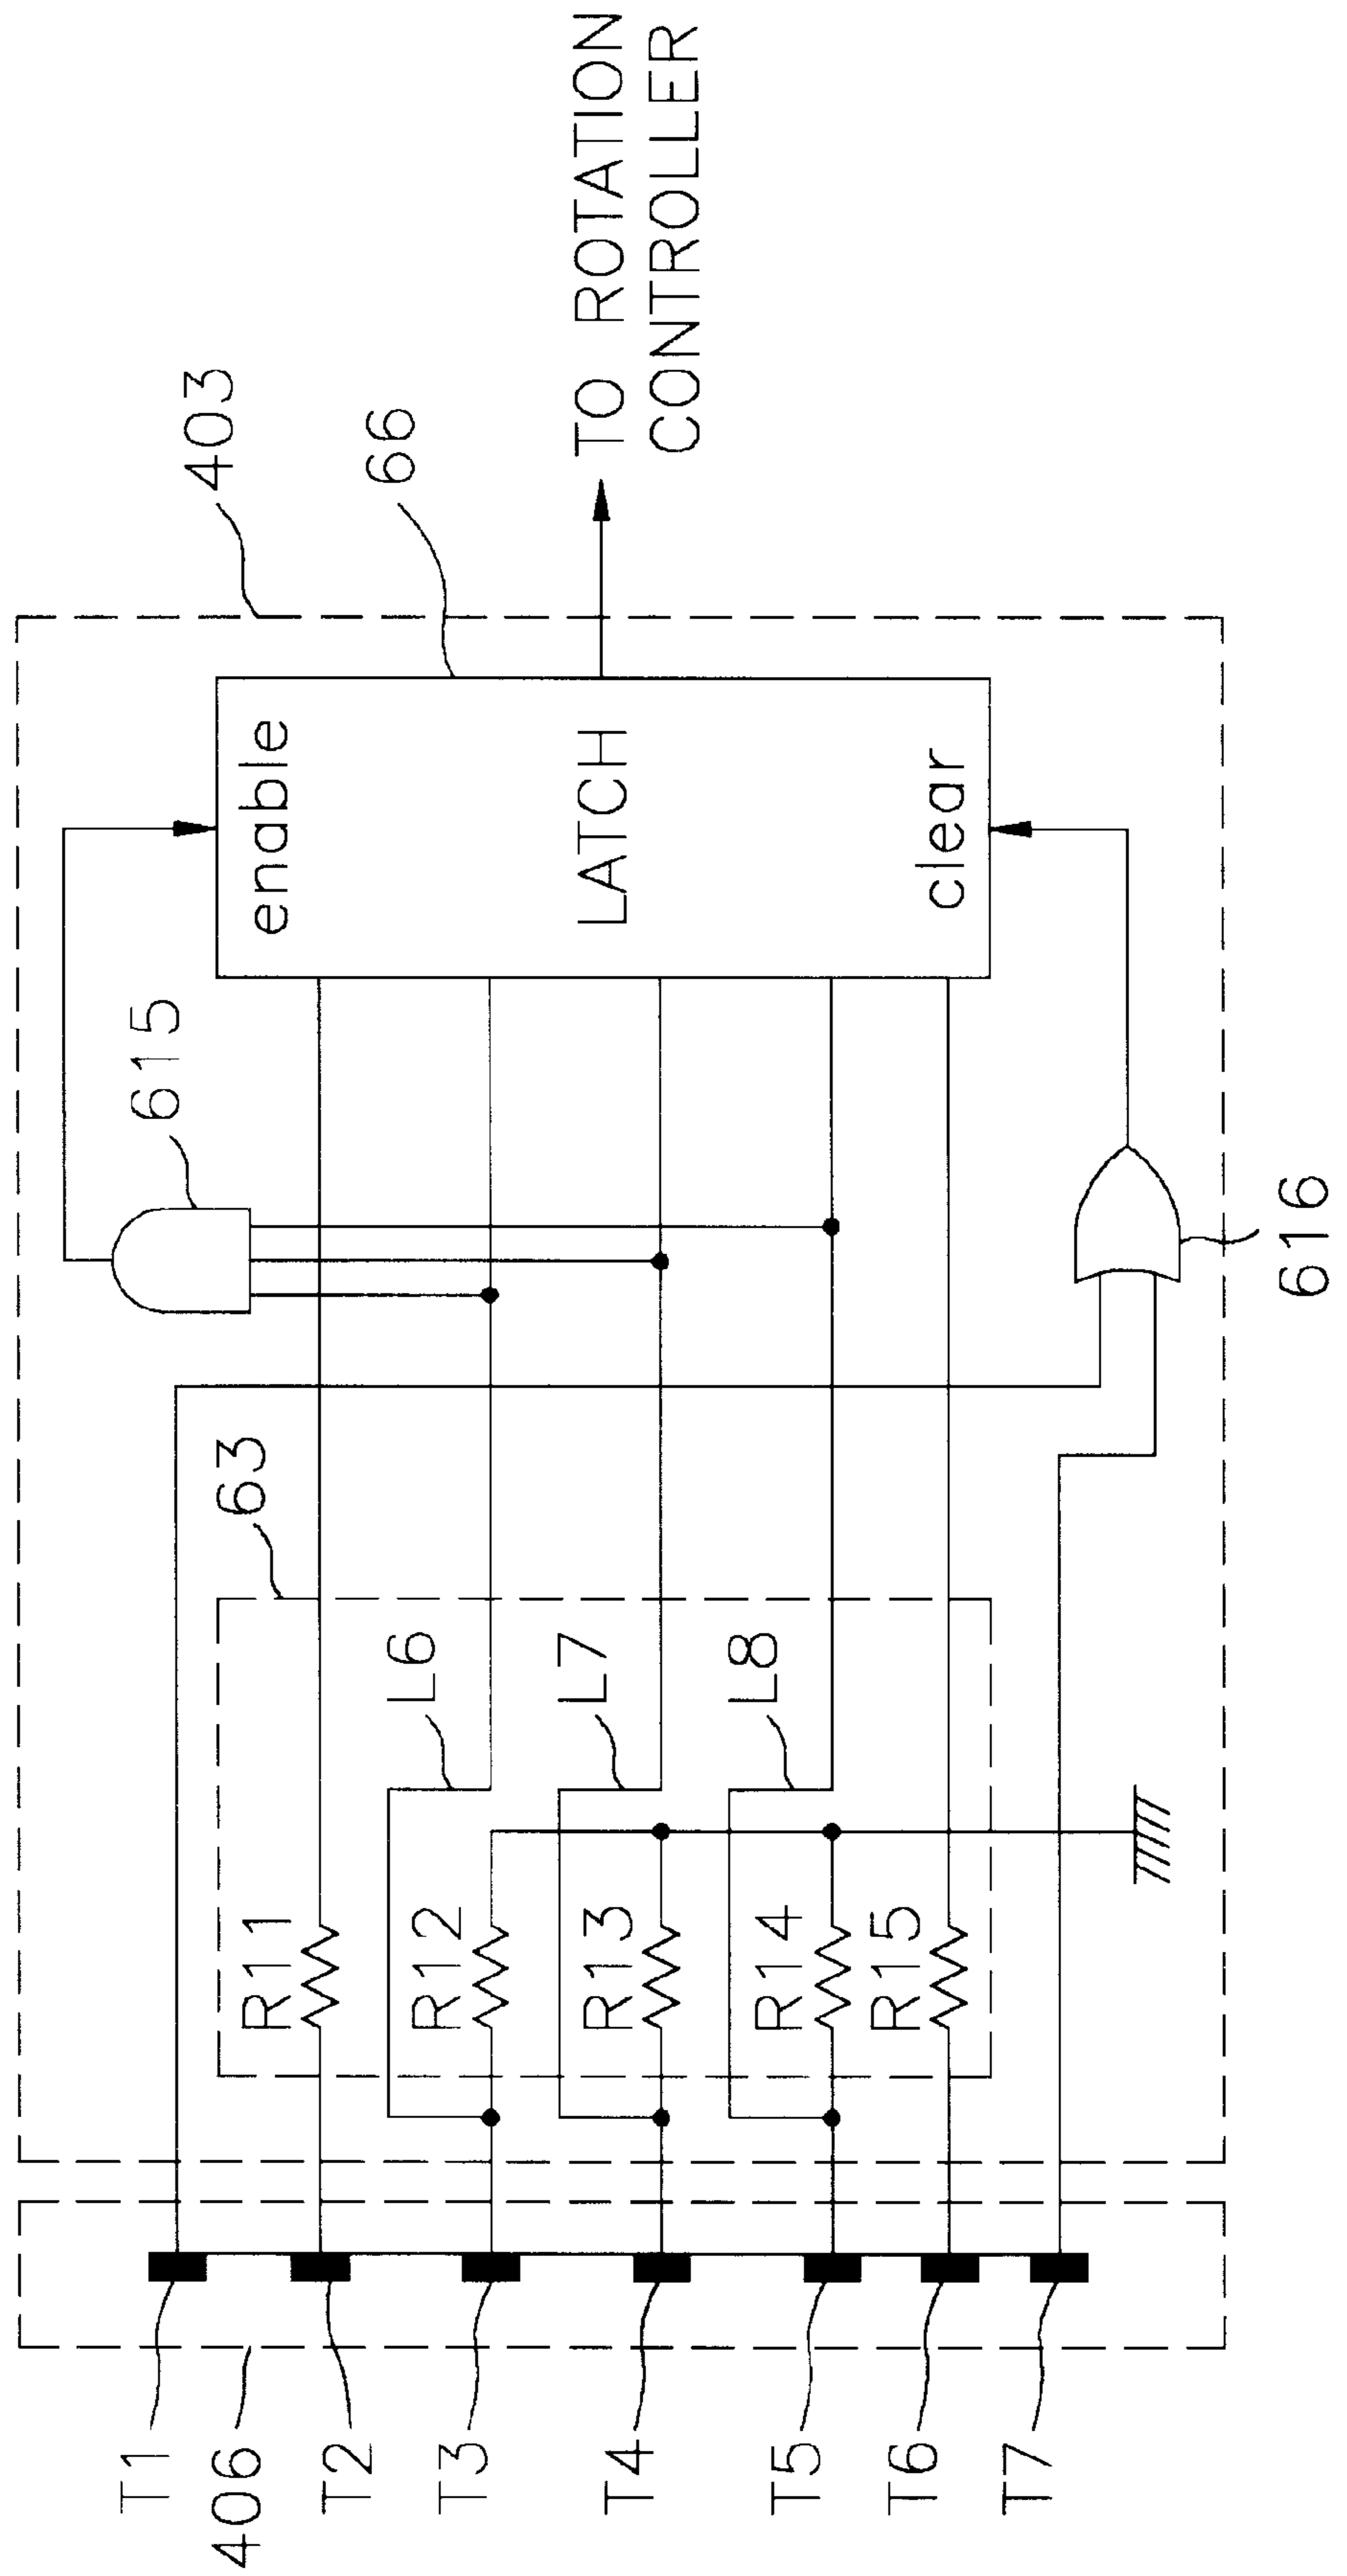 T1
406
T2
T3
T4
T5
T6
T7
R11
R12
R13
R14
R15
L6
L7
L8
63
615
616
enable
LATCH
clear
66
403
TO ROTATION
CONTROLLER